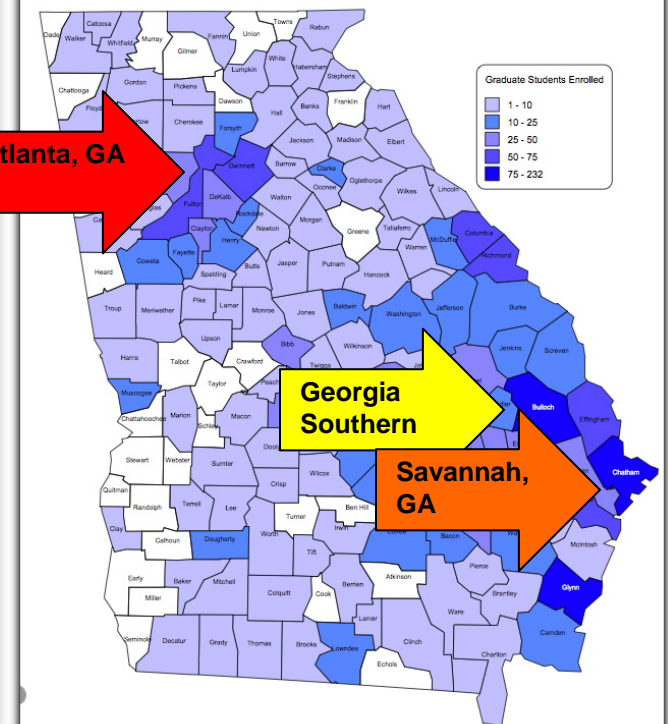 Towns
Catoosa
Fannin
Union
Rabun
Dade
Walker
Whitfield
Murray
Gilmer
White
Habersham
Lumpkin
Stephens
Chattooga
Gordon
Pickens
Dawson
Banks
Franklin
Hart
Floyd
Cherokee
Forsyth
Hall
Jackson
Madison
Elbert
tlanta, GA
Gwinnett
Barrow
Clarke
Oconee
Oglethorpe
Wilkes
Lincoln
Fulton
DeKalb
Walton
Rockdale
Morgan
Greene
Taliaferro
Columbia
McDuffie
Richmond
Clayton
Newton
Warren
Henry
Fayette
Coweta
Heard
Spalding
Butts
Jasper
Putnam
Hancock
Troup
Meriwether
Pike
Lamar
Monroe
Jones
Baldwin
Washington
Jefferson
Burke
Upson
Bibb
Wilkinson
Twiggs
Jenkins
Screven
Harris
Talbot
Crawford
Taylor
Peach
Muscogee
Chattahoochee
Marion
Schley
Macon
Georgia
Southern
Bulloch
Effingham
Stewart
Webster
Sumter
Dooly
Wilcox
Crisp
Savannah,
GA
Chatham
Quitman
Randolph
Terrell
Lee
Turner
Ben Hill
Irwin
Clay
Calhoun
Dougherty
Worth
Tift
Coffee
Bacon
McIntosh
Early
Baker
Mitchell
Colquitt
Cook
Berrien
Atkinson
Pierce
Brantley
Glynn
Miller
Lanier
Ware
Seminole
Decatur
Grady
Thomas
Brooks
Lowndes
Clinch
Echols
Charlton
Camden
Graduate Students Enrolled
1 - 10
10 - 25
25 - 50
50 - 75
75 - 232